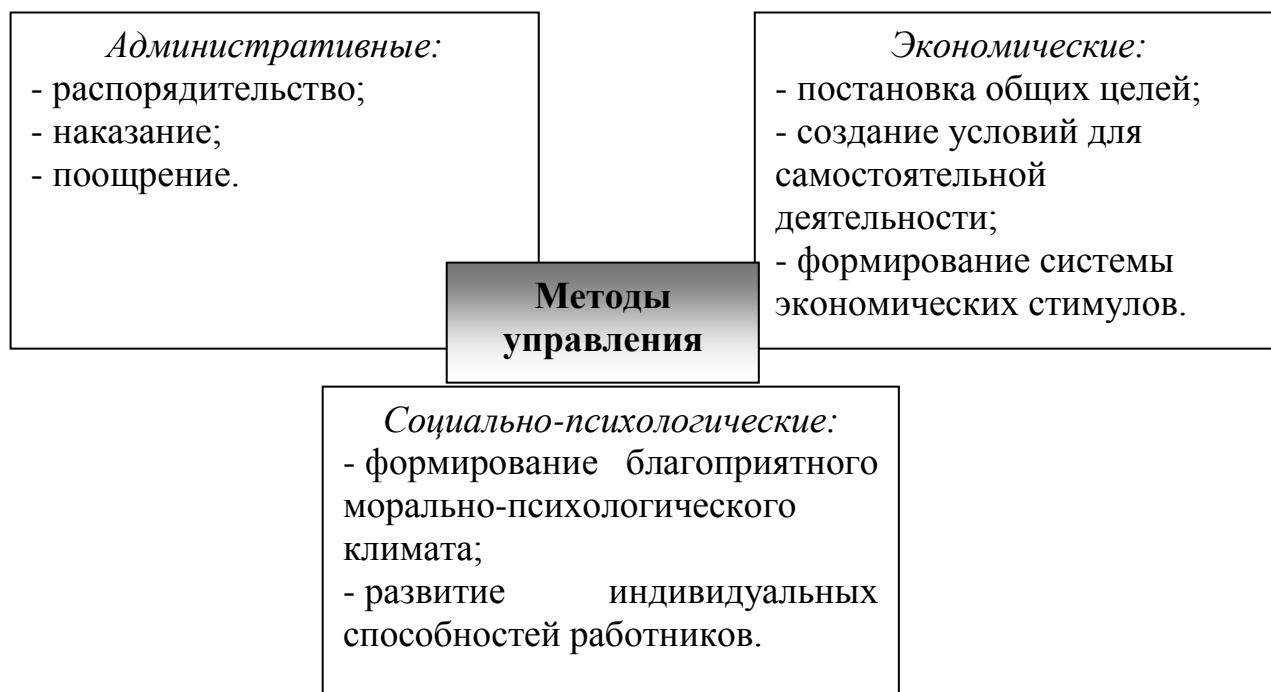 Административные:
- распорядительство;
- наказание;
- поощрение.
Экономические:
- постановка общих целей;
- создание условий для
самостоятельной
деятельности;
- формирование системы
экономических стимулов.
Методы
управления
Социально-психологические:
- формирование благоприятного
морально-психологического
климата;
- развитие индивидуальных
способностей работников.